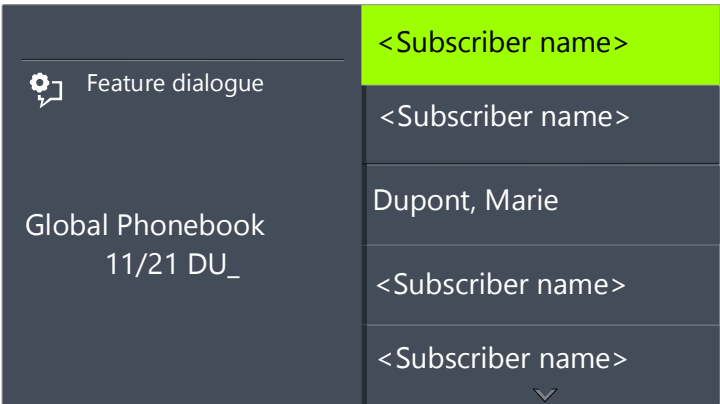 Feature dialogue
Global Phonebook
11/21 DU_
<Subscriber name>
<Subscriber name>
Dupont, Marie
<Subscriber name>
<Subscriber name>